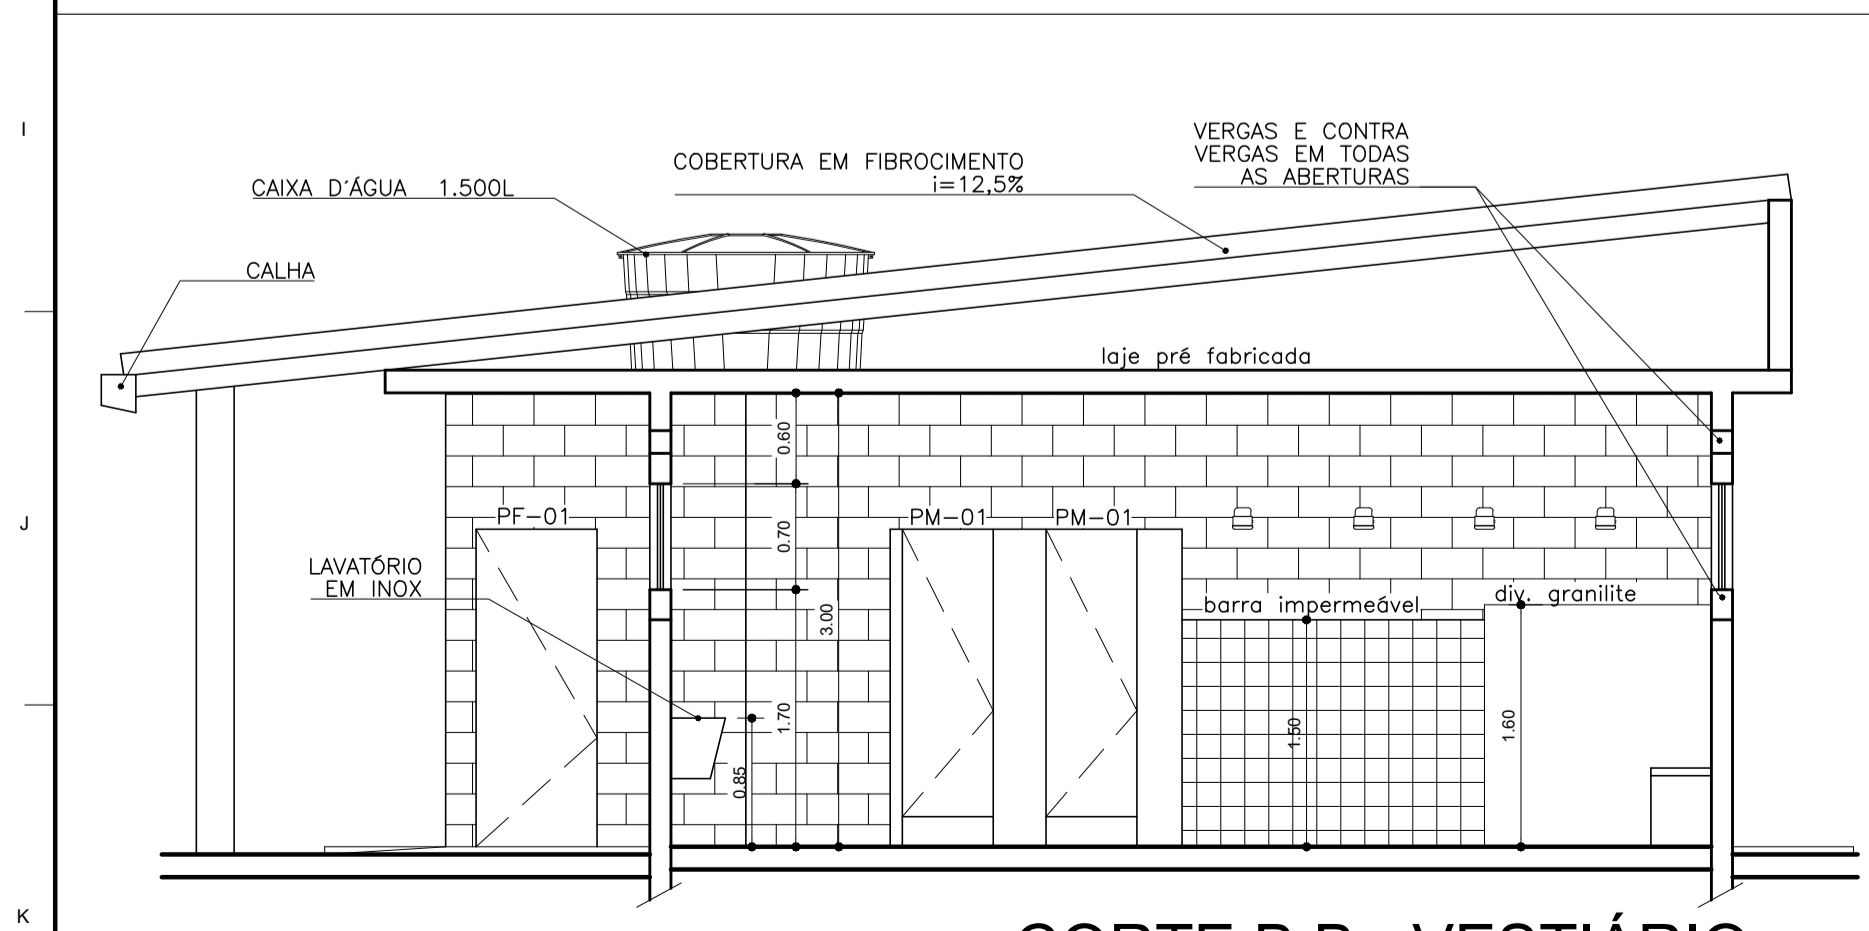 I
VERGAS E CONTRA
VERGAS EM TODAS
AS ABERTURAS
COBERTURA EM FIBROCIMENTO
i=12,5%
CAIXA D'ÁGUA 1.500L
CALHA
laje pré fabricada
0.60
J
PF-01
PM-01
PM-01
0.70
LAVATÓRIO
EM INOX
div. granilite
barra impermeável
3.00
1.70
1.50
1.60
0.85
K